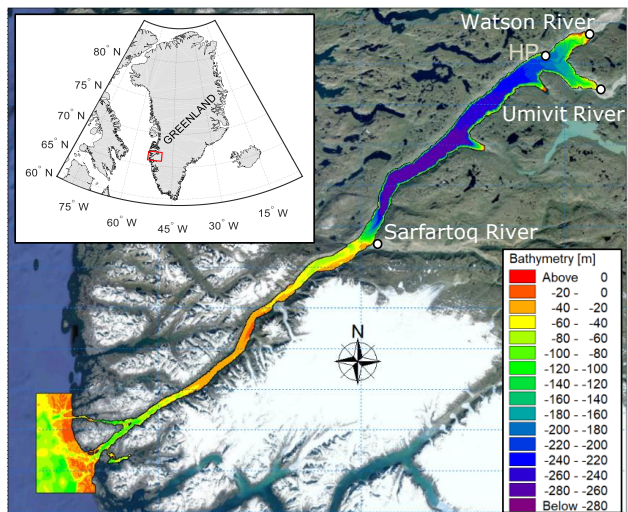 80° N
75° N
70° N
65° N
60° N
75° W
60° W
45° W
30° W
15° W
GREENLAND
Watson River
HP
Umivit River
Sarfartoq River
N
Bathymetry [m]
Above 0
-20 - 0
-40 - -20
-60 - -40
-80 - -60
-100 - -80
-120 - -100
-140 - -120
-160 - -140
-180 - -160
-200 - -180
-220 - -200
-240 - -220
-260 - -240
-280 - -260
Below -280